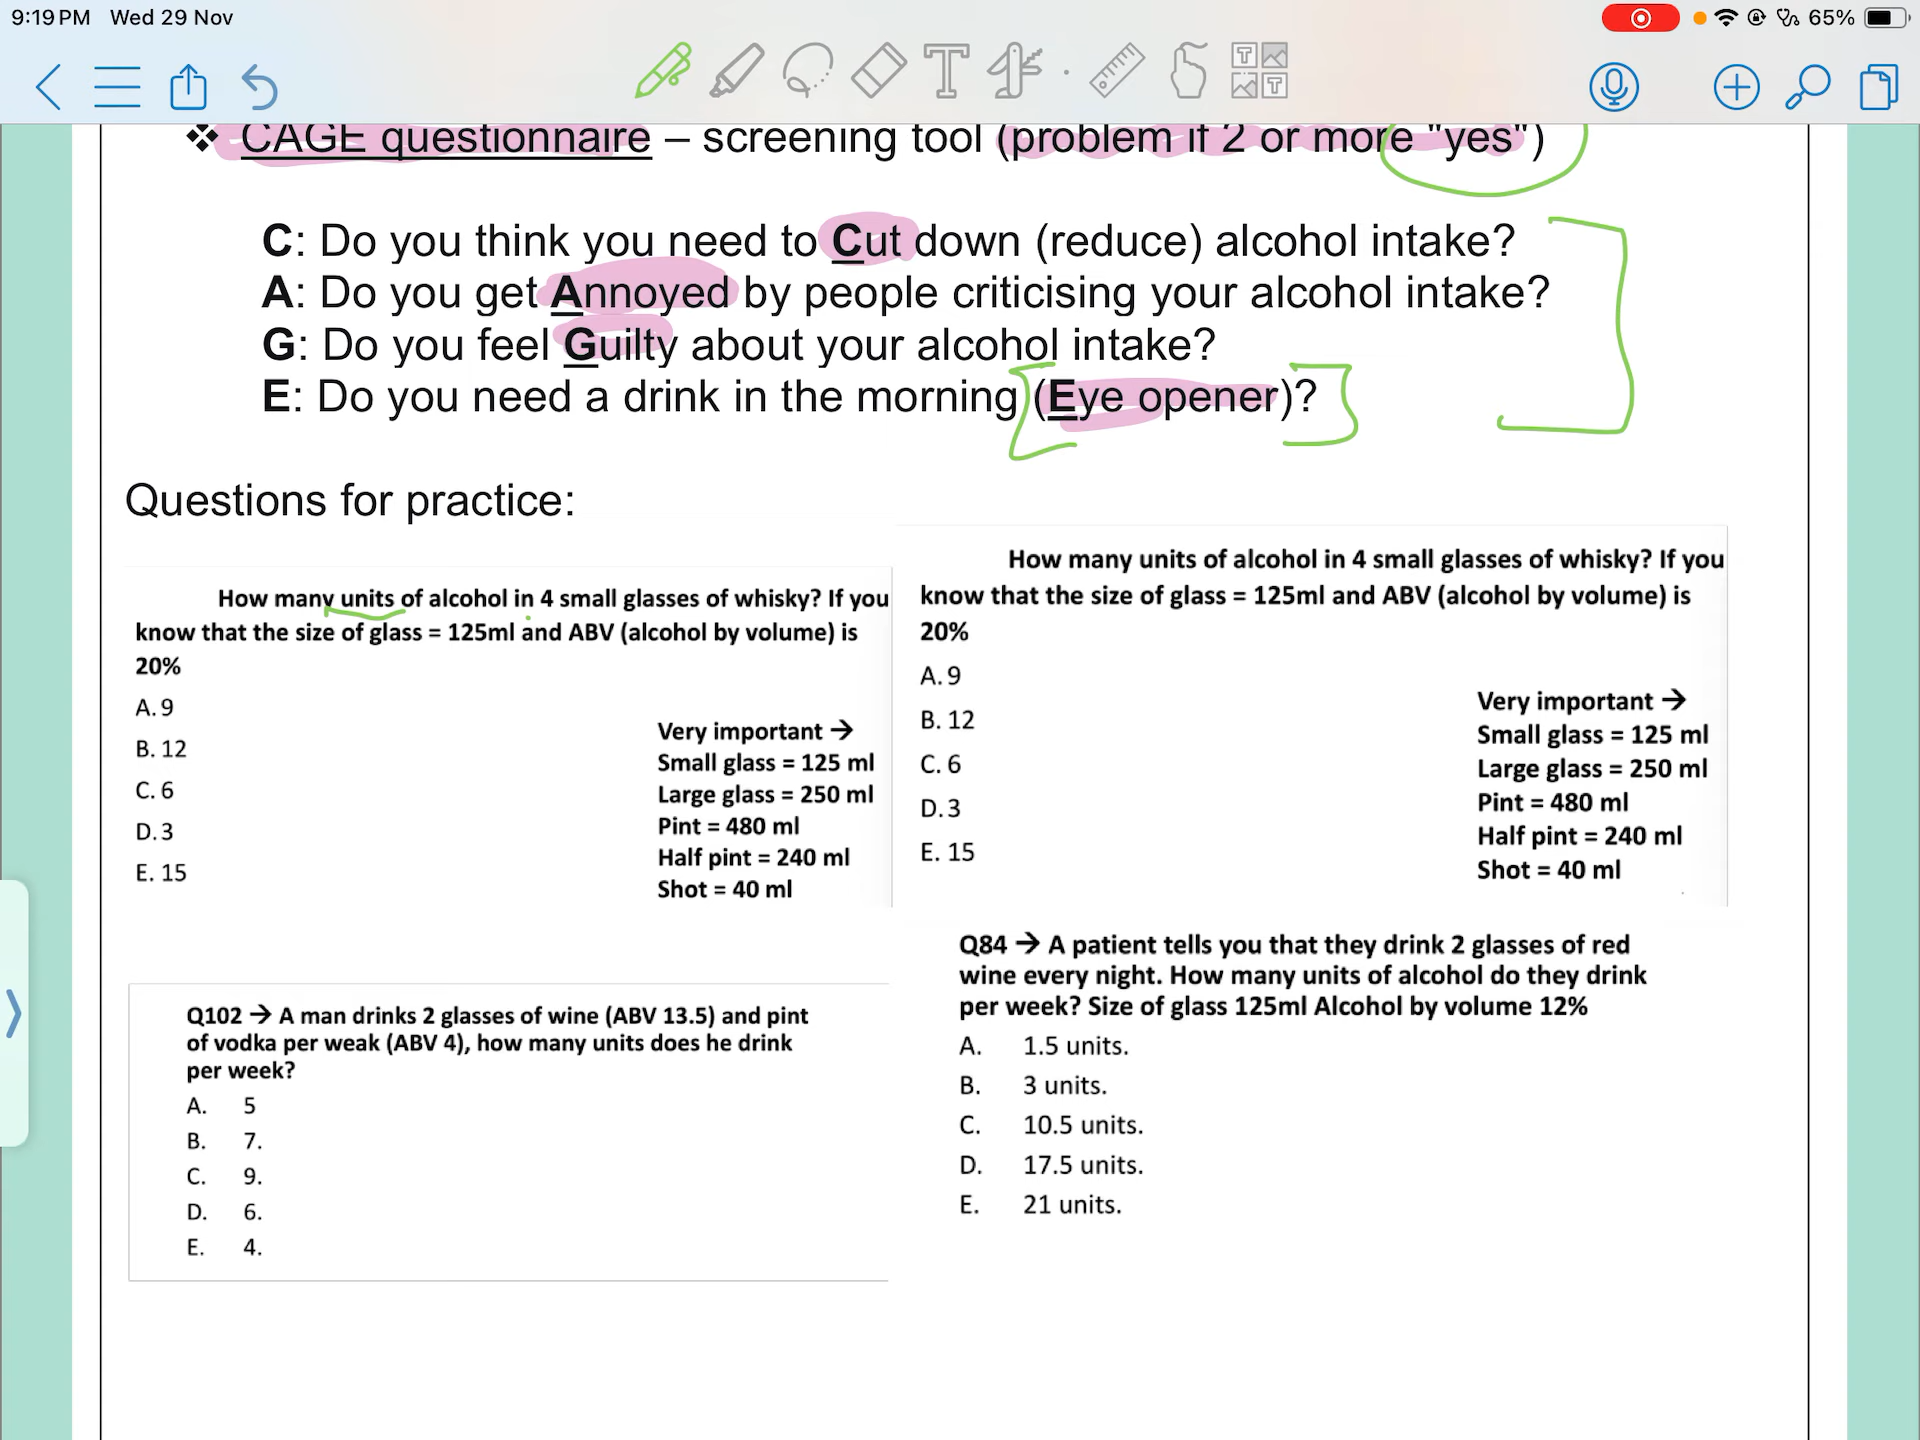 9:19 PM Wed 29 Nov
65%
❖ CAGE questionnaire – screening tool (problem if 2 or more "yes")
C: Do you think you need to Cut down (reduce) alcohol intake?
A: Do you get Annoyed by people criticising your alcohol intake?
G: Do you feel Guilty about your alcohol intake?
E: Do you need a drink in the morning (Eye opener)?
Questions for practice:
How many units of alcohol in 4 small glasses of whisky? If you
know that the size of glass = 125ml and ABV (alcohol by volume) is
20%
A. 9
B. 12
C. 6
D. 3
E. 15
Very important →
Small glass = 125 ml
Large glass = 250 ml
Pint = 480 ml
Half pint = 240 ml
Shot = 40 ml
How many units of alcohol in 4 small glasses of whisky? If you
know that the size of glass = 125ml and ABV (alcohol by volume) is
20%
A. 9
B. 12
C. 6
D. 3
E. 15
Very important →
Small glass = 125 ml
Large glass = 250 ml
Pint = 480 ml
Half pint = 240 ml
Shot = 40 ml
Q102 → A man drinks 2 glasses of wine (ABV 13.5) and pint
of vodka per weak (ABV 4), how many units does he drink
per week?
A. 5
B. 7.
C. 9.
D. 6.
E. 4.
Q84 → A patient tells you that they drink 2 glasses of red
wine every night. How many units of alcohol do they drink
per week? Size of glass 125ml Alcohol by volume 12%
A. 1.5 units.
B. 3 units.
C. 10.5 units.
D. 17.5 units.
E. 21 units.